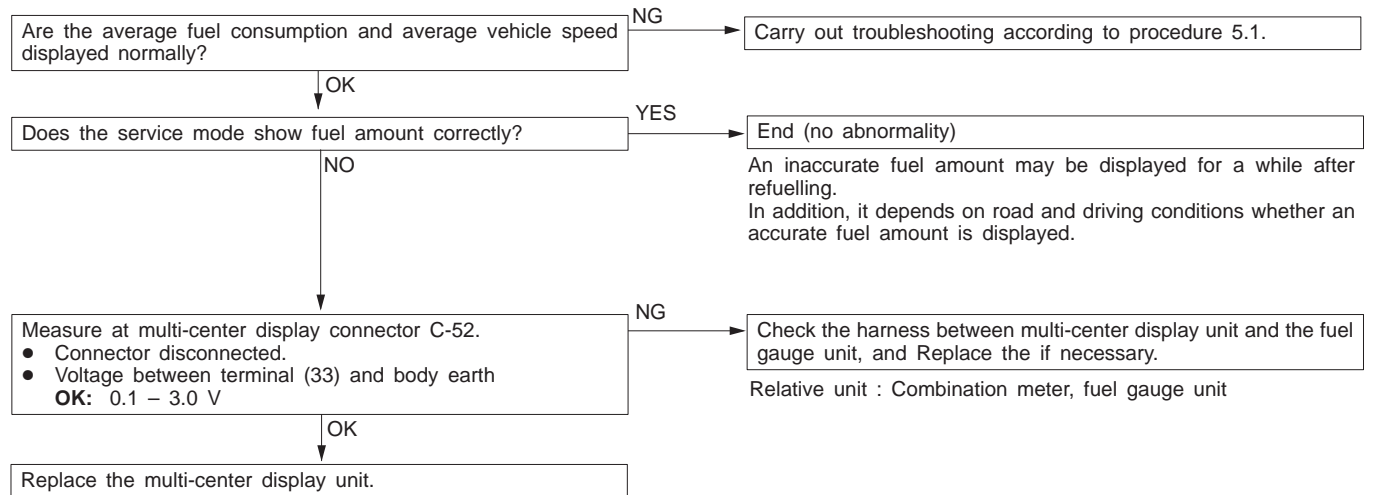 Are the average fuel consumption and average vehicle speed
displayed normally?
NG
Carry out troubleshooting according to procedure 5.1.
OK
Does the service mode show fuel amount correctly?
YES
End (no abnormality)
An inaccurate fuel amount may be displayed for a while after
refuelling.
In addition, it depends on road and driving conditions whether an
accurate fuel amount is displayed.
NO
Measure at multi-center display connector C-52.
● Connector disconnected.
● Voltage between terminal (33) and body earth
OK: 0.1 – 3.0 V
NG
Check the harness between multi-center display unit and the fuel
gauge unit, and Replace the if necessary.
Relative unit : Combination meter, fuel gauge unit
OK
Replace the multi-center display unit.